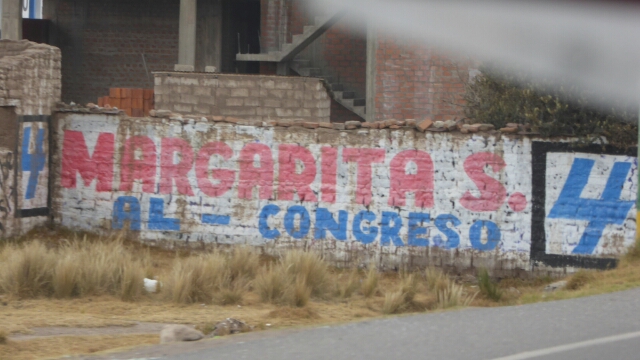 4 MARGARITA S. 4
AL - CONGRESO